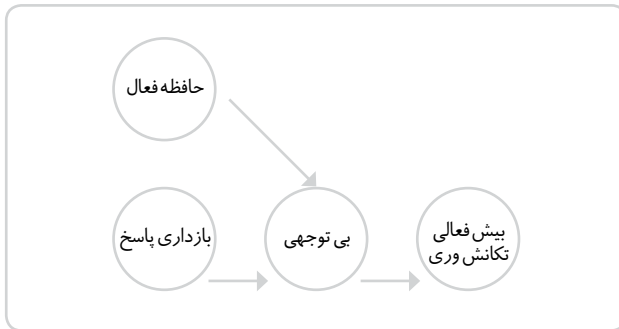 حافظه فعال
بازداری پاسخ
بی توجهی
بیش فعالی
تکانش وری